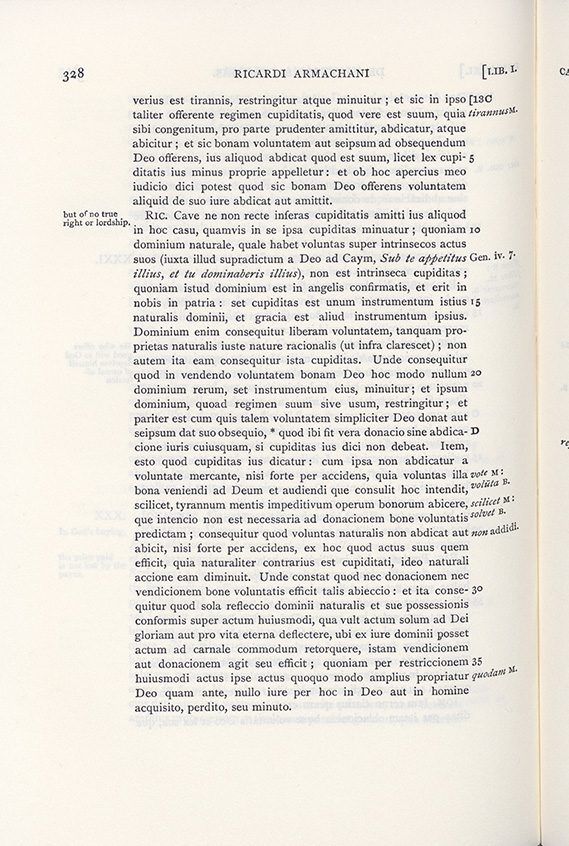 328 RICARDI ARMACHANI [LIB. I.
verius est tirannis, restringitur atque minuitur ; et sic in ipso [13C
taliter offerente regimen cupiditatis, quod vere est suum, quia tirannus M.
sibi congenitum, pro parte prudenter amittitur, abdicatur, atque
abicitur ; et sic bonam voluntatem aut seipsum ad obsequendum
Deo offerens, ius aliquod abdicat quod est suum, licet lex cupi- 5
ditatis ius minus proprie appelletur : et ob hoc apercius meo
iudicio dici potest quod sic bonam Deo offerens voluntatem
aliquid de suo iure abdicat aut amittit.
but of no true
right or lordship.
RIC. Cave ne non recte inferas cupiditatis amitti ius aliquod
in hoc casu, quamvis in se ipsa cupiditas minuatur ; quoniam 10
dominium naturale, quale habet voluntas super intrinsecos actus
suos (iuxta illud supradictum a Deo ad Caym, Sub te appetitus Gen. iv. 7.
illius, et tu dominaberis illius), non est intrinseca cupiditas ;
quoniam istud dominium est in angelis confirmatis, et erit in
nobis in patria : set cupiditas est unum instrumentum istius 15
naturalis dominii, et gracia est aliud instrumentum ipsius.
Dominium enim consequitur liberam voluntatem, tanquam pro-
prietas naturalis iuste nature racionalis (ut infra clarescet) ; non
autem ita eam consequitur ista cupiditas. Unde consequitur
quod in vendendo voluntatem bonam Deo hoc modo nullum 20
dominium rerum, set instrumentum eius, minuitur ; et ipsum
dominium, quoad regimen suum sive usum, restringitur ; et
pariter est cum quis talem voluntatem simpliciter Deo donat aut
seipsum dat suo obsequio, * quod ibi fit vera donacio sine abdica- D
cione iuris cuiusquam, si cupiditas ius dici non debeat. Item,
esto quod cupiditas ius dicatur : cum ipsa non abdicatur a
voluntate mercante, nisi forte per accidens, quia voluntas illa vote M :
bona veniendi ad Deum et audiendi que consulit hoc intendit, voluta B.
scilicet, tyrannum mentis impeditivum operum bonorum abicere, scilicet M :
que intencio non est necessaria ad donacionem bone voluntatis solvet B.
predictam ; consequitur quod voluntas naturalis non abdicat aut non addidi.
abicit, nisi forte per accidens, ex hoc quod actus suus quem
efficit, quia naturaliter contrarius est cupiditati, ideo naturali
accione eam diminuit. Unde constat quod nec donacionem nec
vendicionem bone voluntatis efficit talis abieccio : et ita conse- 30
quitur quod sola refleccio dominii naturalis et sue possessionis
conformis super actum huiusmodi, qua vult actum solum ad Dei
gloriam aut pro vita eterna deflectere, ubi ex iure dominii posset
actum ad carnale commodum retorquere, istam vendicionem
aut donacionem agit seu efficit ; quoniam per restriccionem 35
huiusmodi actus ipse actus quoquo modo amplius propriatur quodam M.
Deo quam ante, nullo iure per hoc in Deo aut in homine
acquisito, perdito, seu minuto.